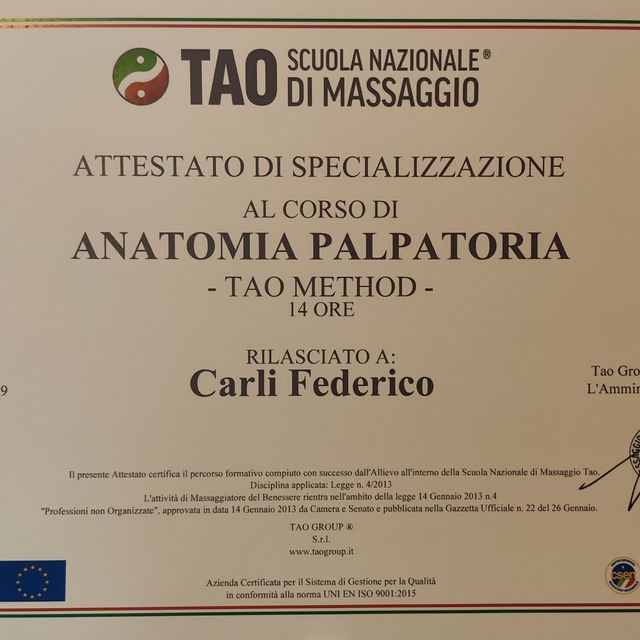 TAO SCUOLA NAZIONALE®
DI MASSAGGIO
ATTESTATO DI SPECIALIZZAZIONE
AL CORSO DI
ANATOMIA PALPATORIA
- TAO METHOD -
14 ORE
RILASCIATO A:
Carli Federico
9
Tao Gro
L'Ammin
Il presente Attestato certifica il percorso formativo compiuto con successo dall'Allievo all'interno della Scuola Nazionale di Massaggio Tao.
Disciplina applicata: Legge n. 4/2013
L'attività di Massaggiatore del Benessere rientra nell'ambito della legge 14 Gennaio 2013 n.4
"Professioni non Organizzate", approvata in data 14 Gennaio 2013 da Camera e Senato e pubblicata nella Gazzetta Ufficiale n. 22 del 26 Gennaio.
TAO GROUP ®
S.r.l.
www.taogroup.it
Azienda Certificata per il Sistema di Gestione per la Qualità
in conformità alla norma UNI EN ISO 9001:2015
csen